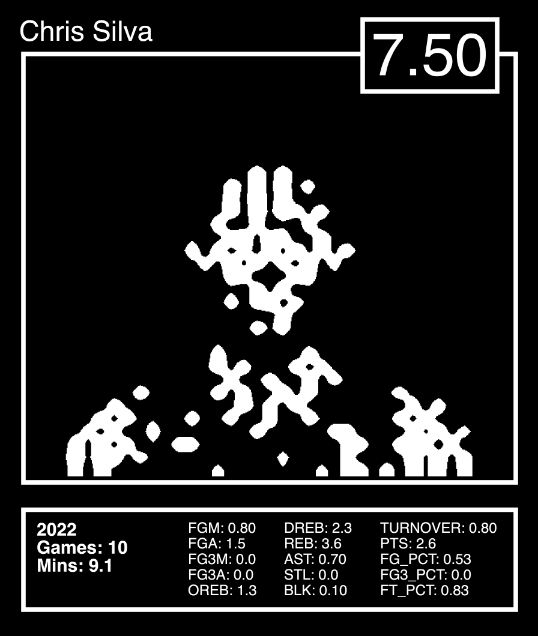 Chris Silva
7.50
2022
Games: 10
Mins: 9.1
FGM: 0.80
FGA: 1.5
FG3M: 0.0
FG3A: 0.0
OREB: 1.3
DREB: 2.3
REB: 3.6
AST: 0.70
STL: 0.0
BLK: 0.10
TURNOVER: 0.80
PTS: 2.6
FG_PCT: 0.53
FG3_PCT: 0.0
FT_PCT: 0.83